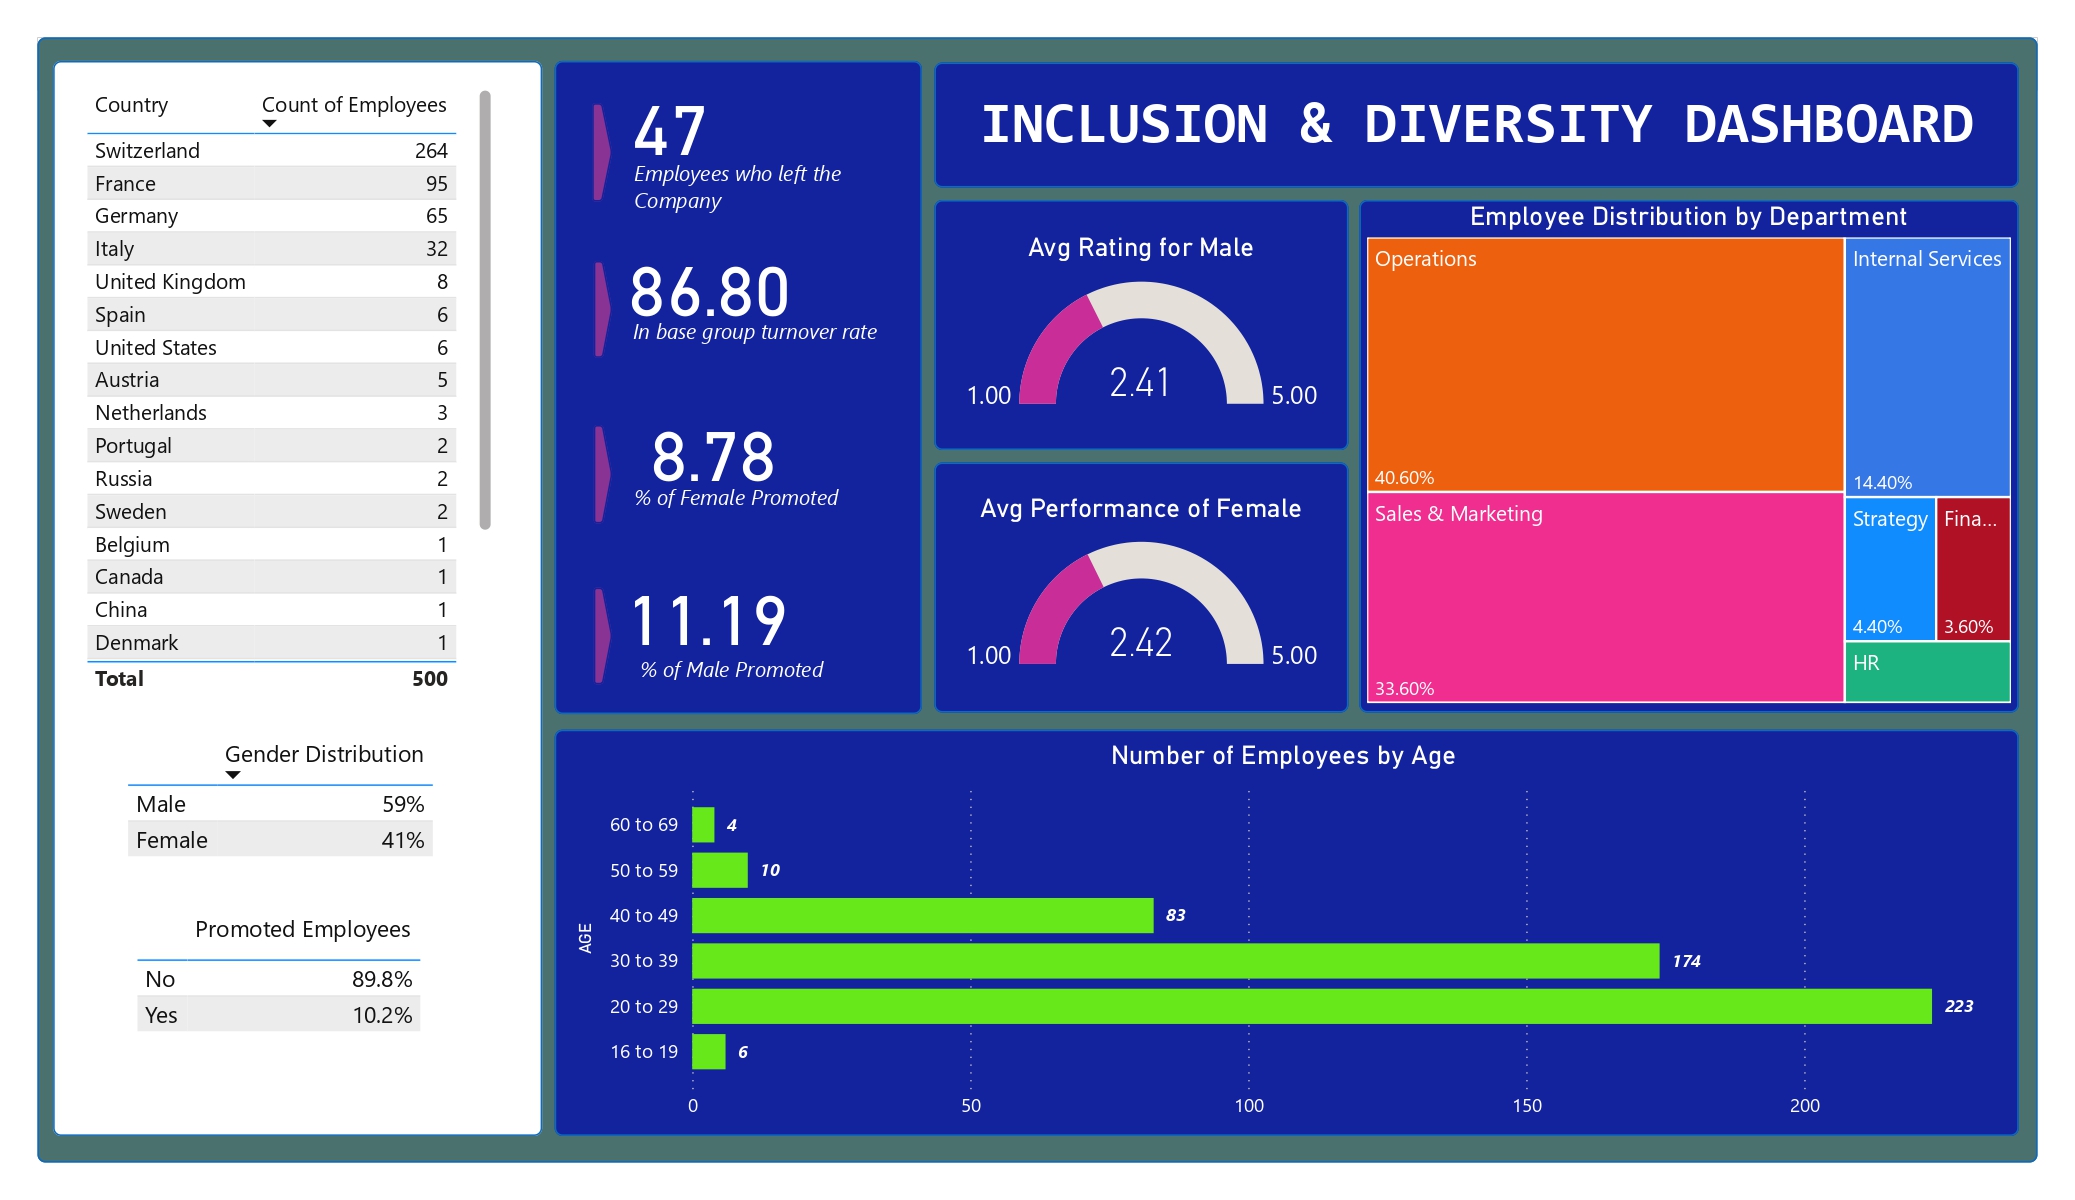 Country Count of Employees
Switzerland 264
France 95
Germany 65
Italy 32
United Kingdom 8
Spain 6
United States 6
Austria 5
Netherlands 3
Portugal 2
Russia 2
Sweden 2
Belgium 1
Canada 1
China 1
Denmark 1
Total 500
Gender Distribution
Male 59%
Female 41%
Promoted Employees
No 89.8%
Yes 10.2%
47
Employees who left the
Company
86.80
In base group turnover rate
8.78
% of Female Promoted
11.19
% of Male Promoted
INCLUSION & DIVERSITY DASHBOARD
Avg Rating for Male
2.41
1.00 5.00
Avg Performance of Female
2.42
1.00 5.00
Employee Distribution by Department
Operations
40.60%
Sales & Marketing
33.60%
Internal Services
14.40%
Strategy
4.40%
Fina...
3.60%
HR
Number of Employees by Age
AGE
60 to 69 4
50 to 59 10
40 to 49 83
30 to 39 174
20 to 29 223
16 to 19 6
0 50 100 150 200